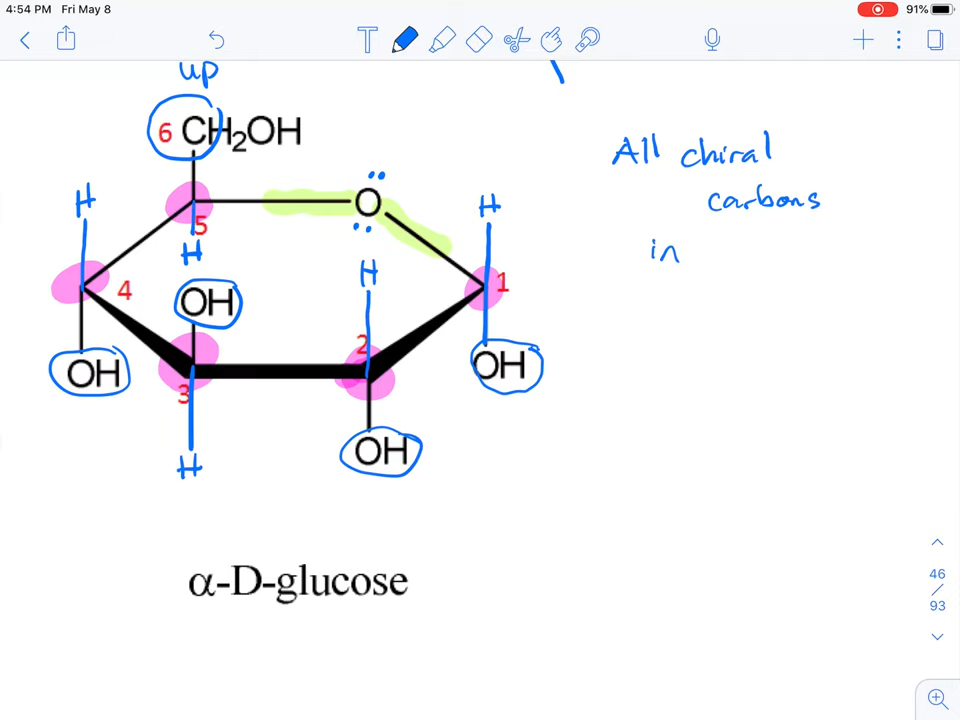 4:54 PM Fri May 8
91%
T
up
6 CH₂OH
All chiral
carbons
in
H
5
O
H
1
H
4
OH
H
2
OH
3
OH
OH
H
α-D-glucose
46
/
93